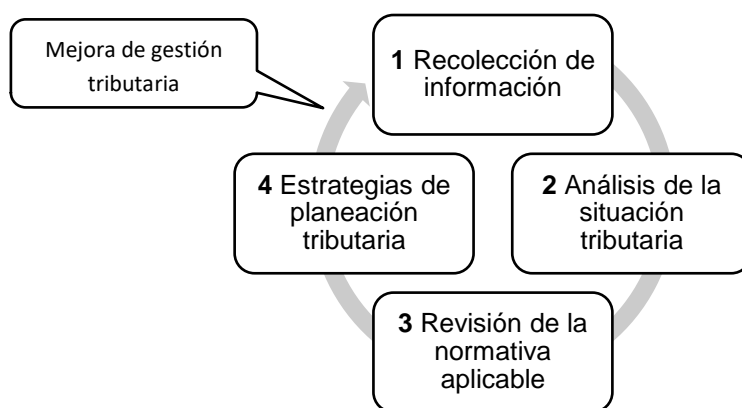 Mejora de gestión
tributaria
1 Recolección de
información
2 Análisis de la
situación
tributaria
3 Revisión de la
normativa
aplicable
4 Estrategias de
planeación
tributaria